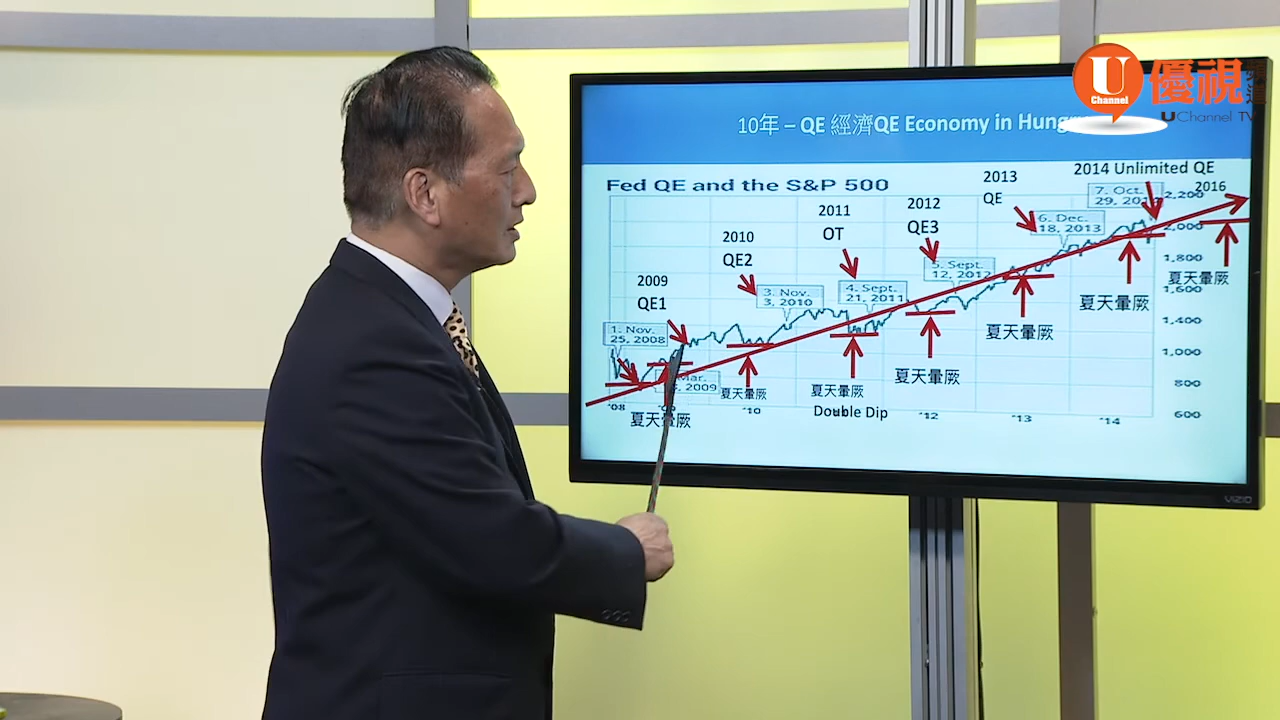 U
Channel
優視
頻道
UChannel TV
10年 – QE 經濟QE Economy in Hung
Fed QE and the S&P 500
2014 Unlimited QE
2013
QE
2016
2012
QE3
2011
OT
2010
QE2
2009
QE1
7. Oct.
29, 201
6. Dec.
18, 2013
5. Sept.
12, 2012
4. Sept.
21, 2011
3. Nov.
3, 2010
1. Nov.
25, 2008
Mar.
2009
2,200
2,000
1,800
1,600
1,400
1,000
800
600
夏天暈厥
夏天暈厥
夏天暈厥
夏天暈厥
夏天暈厥
夏天暈厥
夏天暈厥
Double Dip
'08
'10
'12
'13
'14
VIZIO